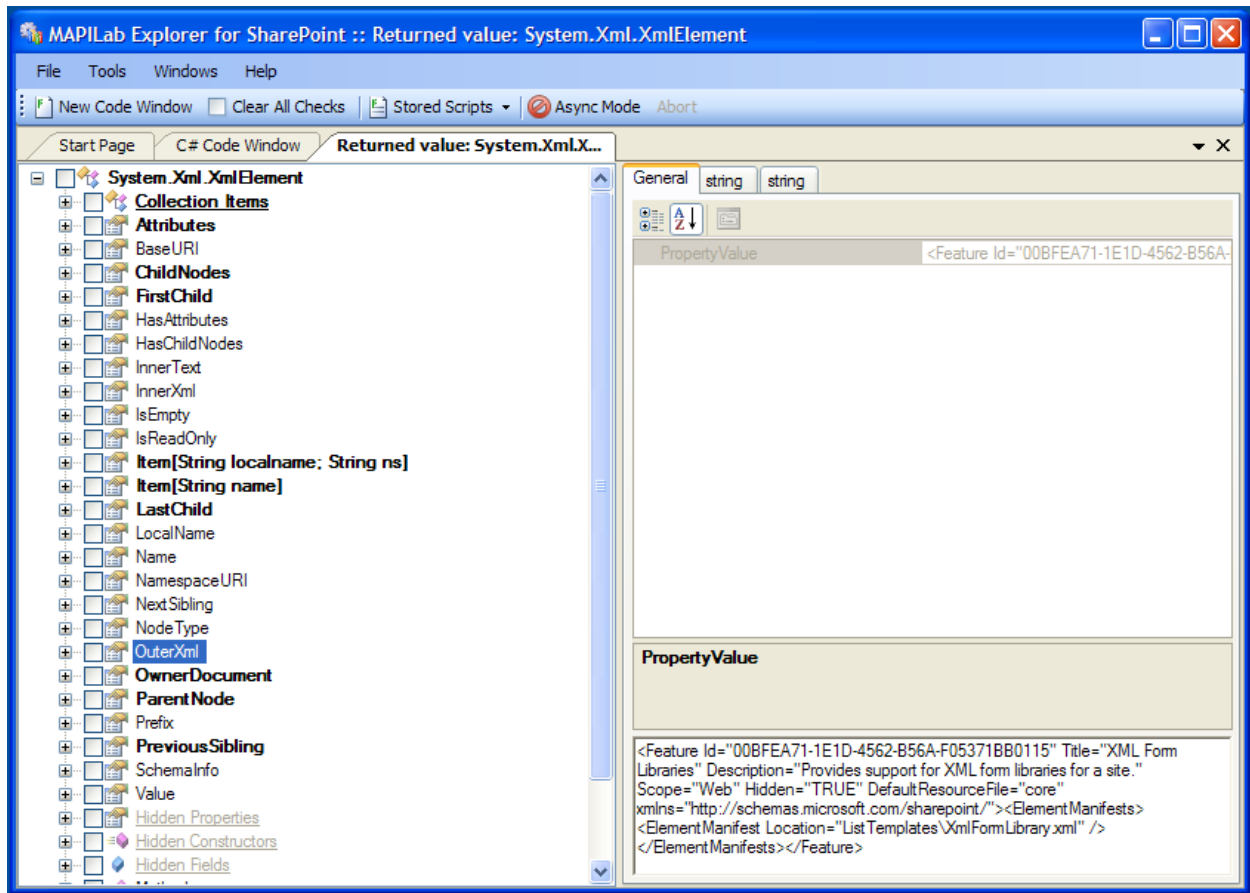 MAPILab Explorer for SharePoint :: Returned value: System.Xml.XmlElement
File Tools Windows Help
New Code Window Clear All Checks Stored Scripts Async Mode Abort
Start Page C# Code Window Returned value: System.Xml.X...
System.Xml.XmlElement
Collection Items
Attributes
BaseURI
ChildNodes
FirstChild
HasAttributes
HasChildNodes
InnerText
InnerXml
IsEmpty
IsReadOnly
Item[String localname; String ns]
Item[String name]
LastChild
LocalName
Name
NamespaceURI
NextSibling
NodeType
OuterXml
OwnerDocument
ParentNode
Prefix
PreviousSibling
SchemaInfo
Value
Hidden Properties
Hidden Constructors
Hidden Fields
General string string
PropertyValue <Feature Id="00BFEA71-1E1D-4562-B56A-
PropertyValue
<Feature Id="00BFEA71-1E1D-4562-B56A-F05371BB0115" Title="XML Form
Libraries" Description="Provides support for XML form libraries for a site."
Scope="Web" Hidden="TRUE" DefaultResourceFile="core"
xmlns="http://schemas.microsoft.com/sharepoint/"><ElementManifests>
<ElementManifest Location="ListTemplates\XmlFormLibrary.xml" />
</ElementManifests></Feature>